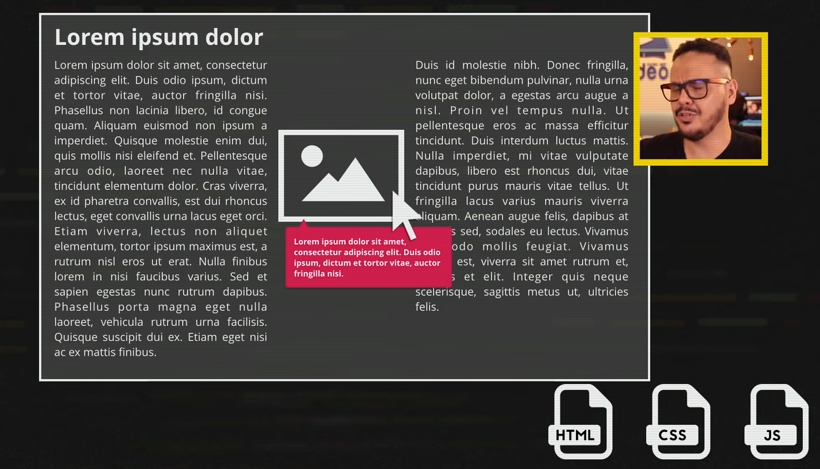 Lorem ipsum dolor
Lorem ipsum dolor sit amet, consectetur
adipiscing elit. Duis odio ipsum, dictum
et tortor vitae, auctor fringilla nisi.
Phasellus non lacinia libero, id congue
quam. Aliquam euismod non ipsum a
imperdiet. Quisque molestie enim dui,
quis mollis nisi eleifend et. Pellentesque
arcu odio, laoreet nec nulla vitae,
tincidunt elementum dolor. Cras viverra,
ex id pharetra convallis, est dui rhoncus
lectus, eget convallis urna lacus eget orci.
Etiam viverra, lectus non aliquet
elementum, tortor ipsum maximus est, a
rutrum nisl eros ut erat. Nulla finibus
lorem in nisi faucibus varius. Sed et
sapien egestas nunc rutrum dapibus.
Phasellus porta magna eget nulla
laoreet, vehicula rutrum urna facilisis.
Quisque suscipit dui ex. Etiam eget nisi
ac ex mattis finibus.
Lorem ipsum dolor sit amet,
consectetur adipiscing elit. Duis odio
ipsum, dictum et tortor vitae, auctor
fringilla nisi.
Duis id molestie nibh. Donec fringilla,
nunc eget bibendum pulvinar, nulla urna
volutpat dolor, a egestas arcu augue a
nisl. Proin vel tempus nulla. Ut
pellentesque eros ac massa efficitur
tincidunt. Duis interdum luctus mattis.
Nulla imperdiet, mi vitae vulputate
dapibus, libero est rhoncus dui, vitae
tincidunt purus mauris vitae tellus. Ut
fringilla lacus varius mauris viverra
aliquam. Aenean augue felis, dapibus at
sed, sodales eu lectus. Vivamus
mollis feugiat. Vivamus
est, viverra sit amet rutrum et,
et elit. Integer quis neque
scelerisque, sagittis metus ut, ultricies
felis.
HTML
CSS
JS